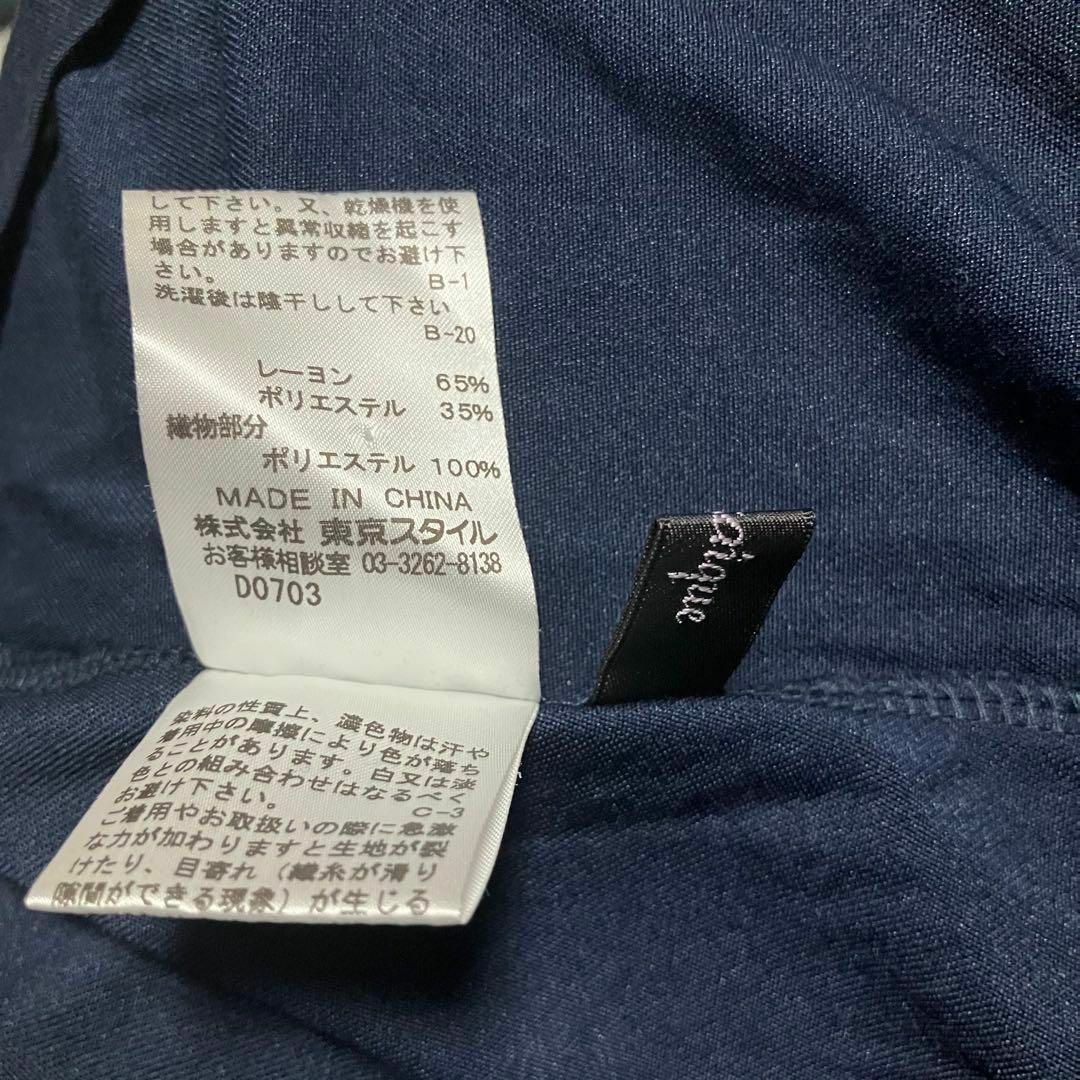 して下さい。又、乾燥機を使
用しますと異常収縮を起こす
場合がありますのでお避け下
さい。 B-1
洗濯後は陰干しして下さい
B-20
レーヨン 65%
ポリエステル 35%
織物部分
ポリエステル 100%
MADE IN CHINA
株式会社 東京スタイル
お客様相談室 03-3262-8138
D0703
染料の性質上、濃色物は汗や
着用中の摩擦により色が落ち
ることがあります。白又は淡
色との組み合わせはなるべく
お避け下さい。 C-3
ご着用やお取扱いの際に急激
な力が加わりますと生地が裂
けたり、目寄れ（織糸が滑り
隙間ができる現象）が生じる
aique